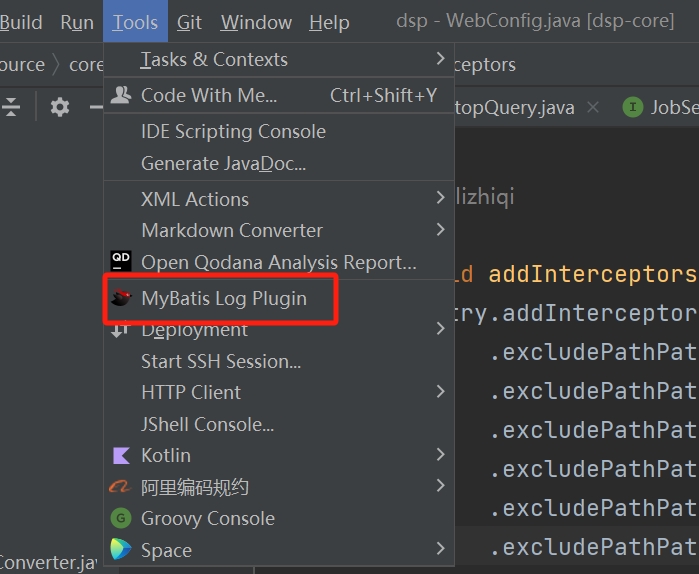 Build Run Tools Git Window Help dsp - WebConfig.java [dsp-core]
ource core ceptors
Tasks & Contexts
Code With Me... Ctrl+Shift+Y
topQuery.java JobSe
IDE Scripting Console
Generate JavaDoc...
XML Actions
lizhiqi
Markdown Converter
QD Open Qodana Analysis Report...
ld addInterceptors
MyBatis Log Plugin
try.addInterceptor
Deployment
.excludePathPat
Start SSH Session...
HTTP Client
.excludePathPat
JShell Console...
.excludePathPat
Kotlin
.excludePathPat
阿里编码规约
.excludePathPat
Groovy Console
Space
.excludePathPat
Converter.jav